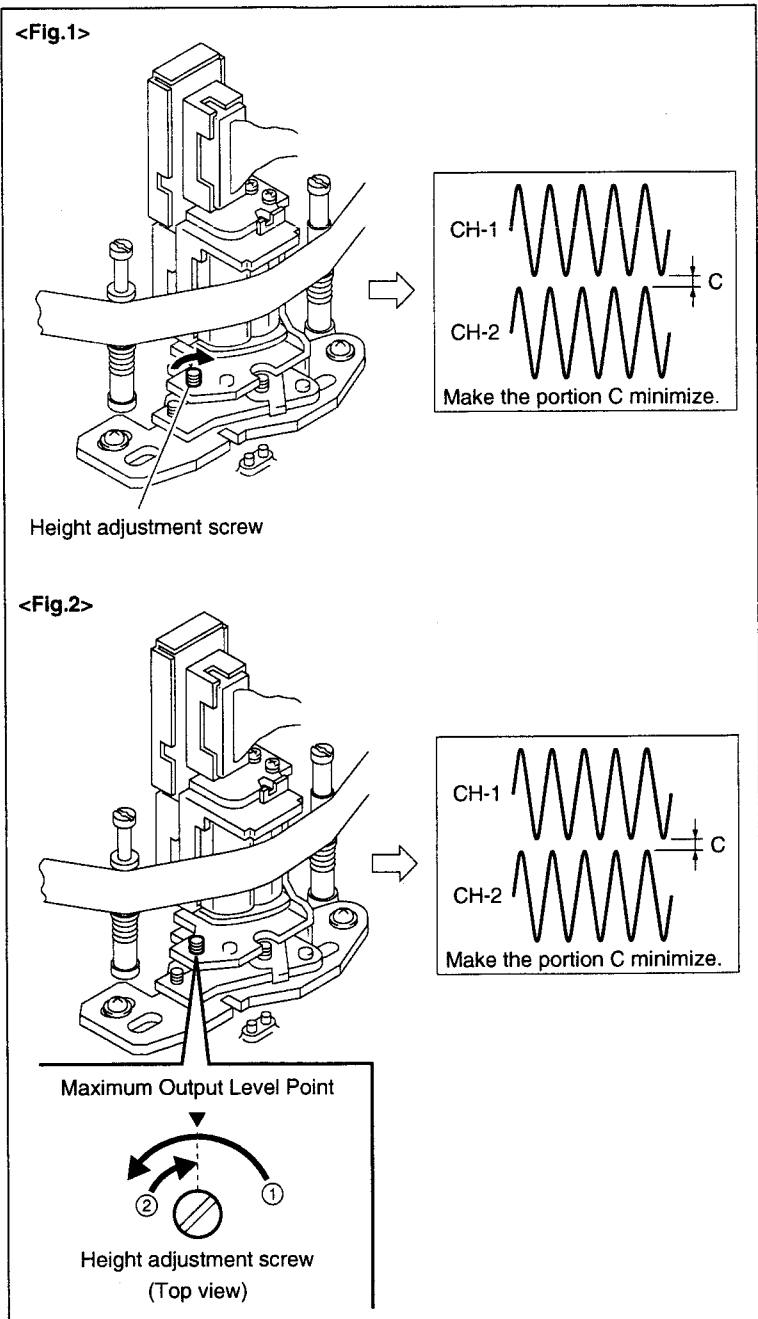 <Fig.1>
CH-1
C
CH-2
Make the portion C minimize.
Height adjustment screw
<Fig.2>
CH-1
C
CH-2
Make the portion C minimize.
Maximum Output Level Point
②
①
Height adjustment screw
(Top view)